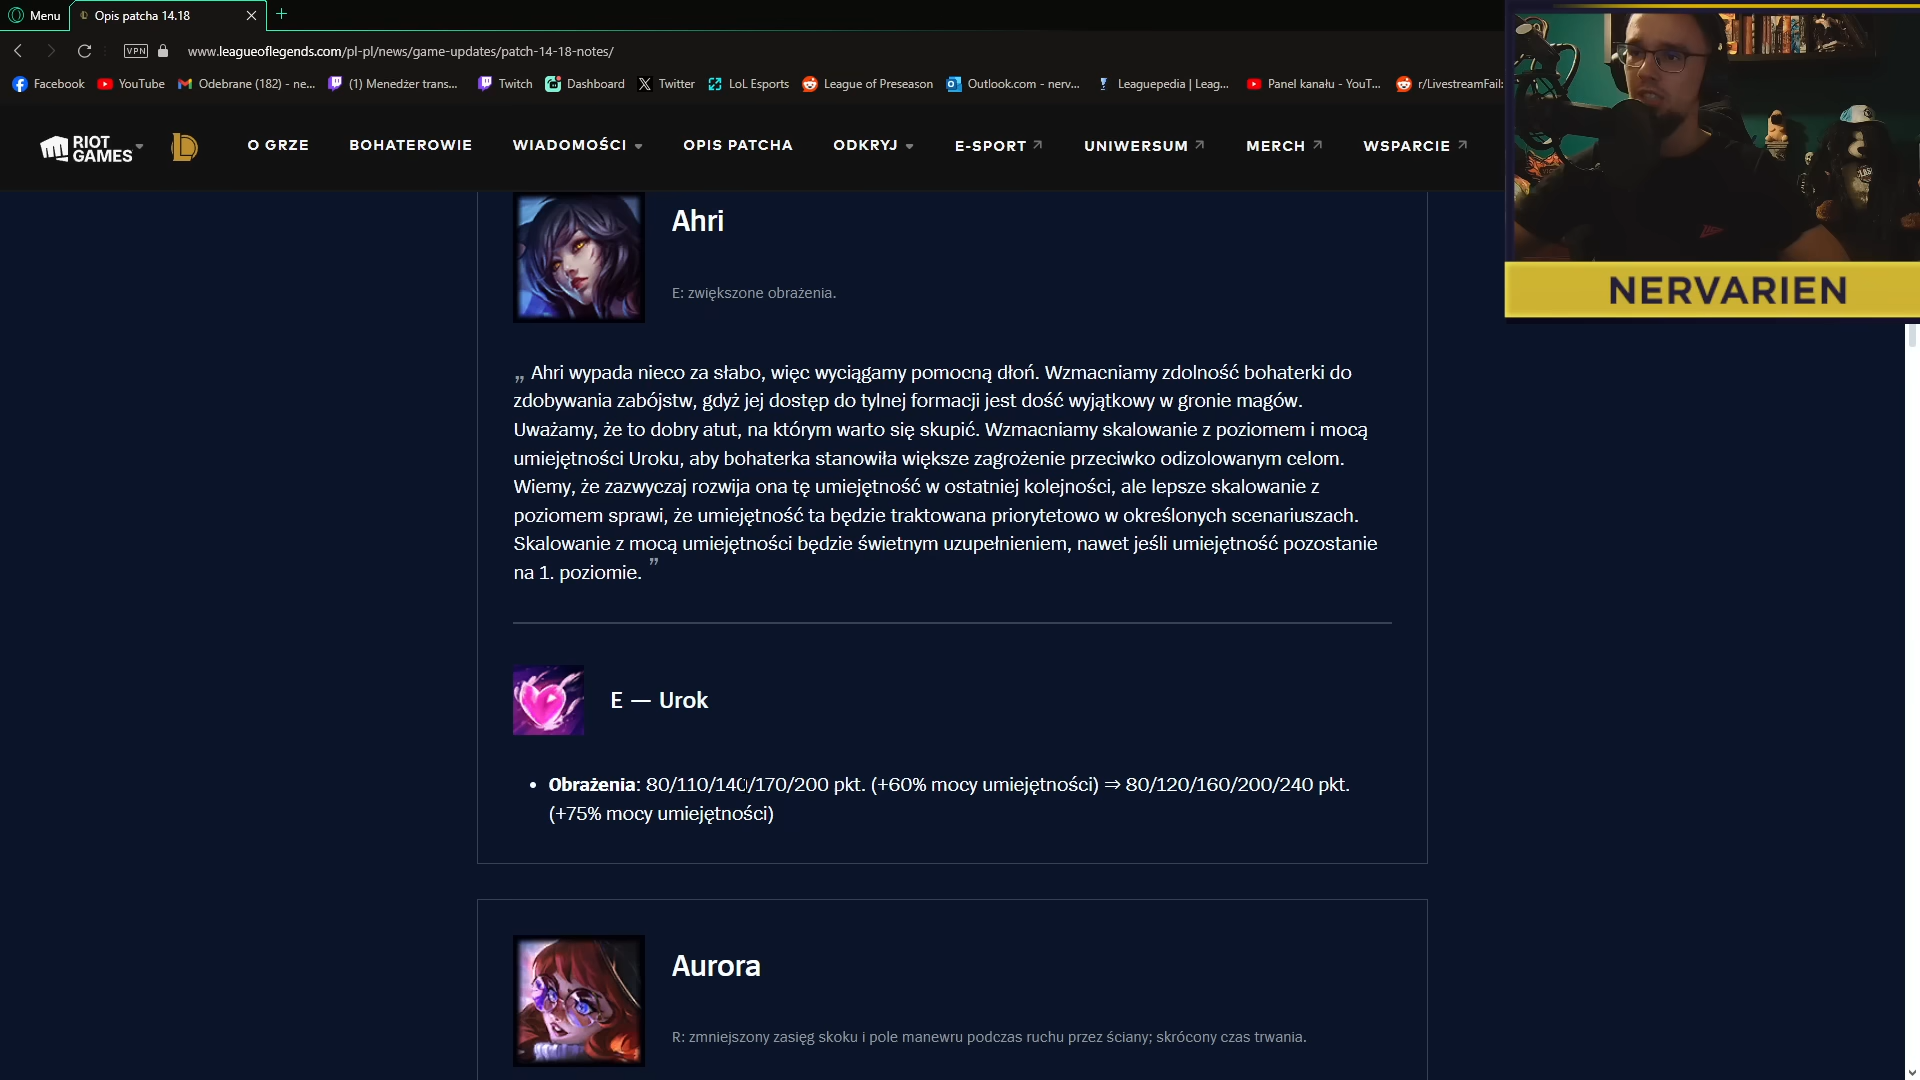 Menu
Opis patcha 14.18
VPN
www.leagueoflegends.com/pl-pl/news/game-updates/patch-14-18-notes/
Facebook
YouTube
Odebrane (182) - ne...
(1) Menedżer trans...
Twitch
Dashboard
Twitter
LoL Esports
League of Preseason
Outlook.com - nerv...
Leaguepedia | Leag...
Panel kanału - YouT...
r/LivestreamFail:
RIOT
GAMES
O GRZE
BOHATEROWIE
WIADOMOŚCI
OPIS PATCHA
ODKRYJ
E-SPORT
UNIWERSUM
MERCH
WSPARCIE
NERVARIEN
Ahri
E: zwiększone obrażenia.
„ Ahri wypada nieco za słabo, więc wyciągamy pomocną dłoń. Wzmacniamy zdolność bohaterki do
zdobywania zabójstw, gdyż jej dostęp do tylnej formacji jest dość wyjątkowy w gronie magów.
Uważamy, że to dobry atut, na którym warto się skupić. Wzmacniamy skalowanie z poziomem i mocą
umiejętności Uroku, aby bohaterka stanowiła większe zagrożenie przeciwko odizolowanym celom.
Wiemy, że zazwyczaj rozwija ona tę umiejętność w ostatniej kolejności, ale lepsze skalowanie z
poziomem sprawi, że umiejętność ta będzie traktowana priorytetowo w określonych scenariuszach.
Skalowanie z mocą umiejętności będzie świetnym uzupełnieniem, nawet jeśli umiejętność pozostanie
na 1. poziomie. ”
E — Urok
• Obrażenia: 80/110/140/170/200 pkt. (+60% mocy umiejętności) ⇒ 80/120/160/200/240 pkt.
(+75% mocy umiejętności)
Aurora
R: zmniejszony zasięg skoku i pole manewru podczas ruchu przez ściany; skrócony czas trwania.